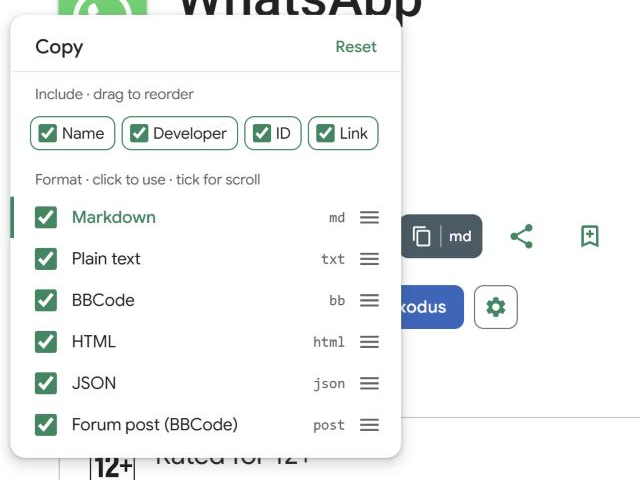 WhatsApp
Copy
Reset
Include · drag to reorder
Name
Developer
ID
Link
Format · click to use · tick for scroll
Markdown md
Plain text txt
BBCode bb
HTML html
JSON json
Forum post (BBCode) post
md
xodus
12+
Rated for 12+